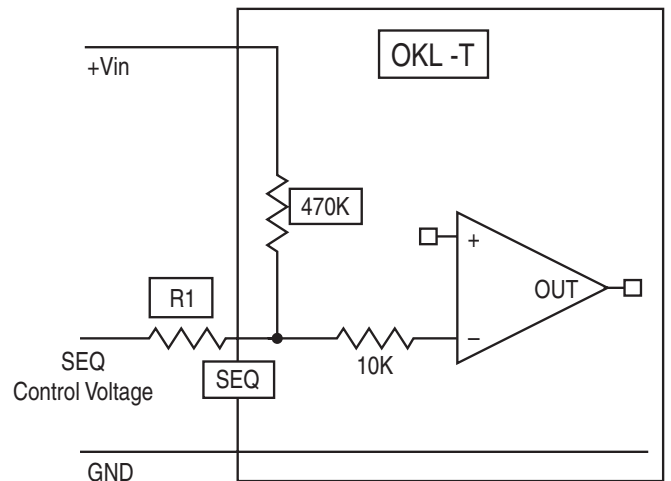 OKL -T
+Vin
470K
+
OUT
R1
−
SEQ
Control Voltage
SEQ
10K
GND